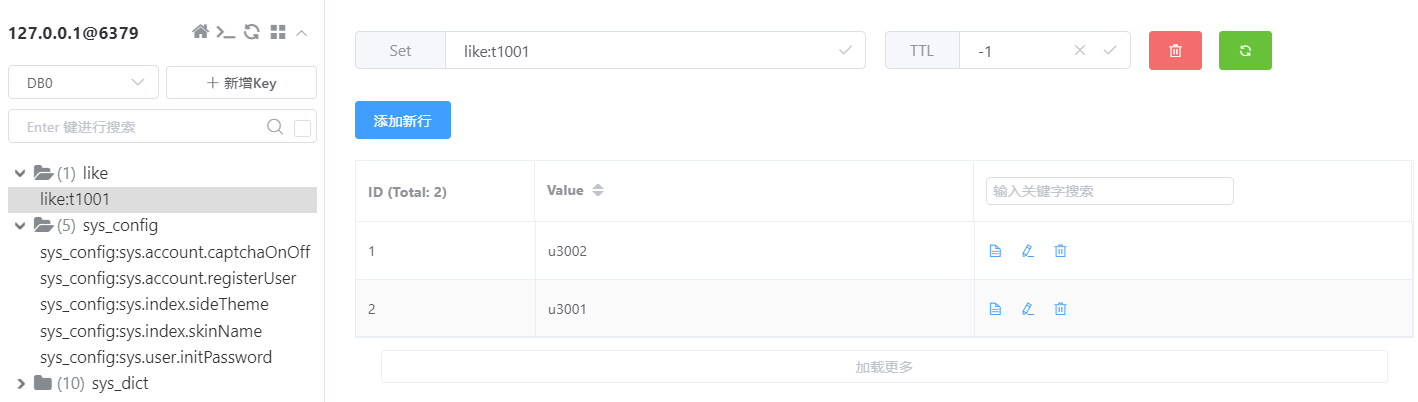 127.0.0.1@6379
DB0
新增Key
Enter 键进行搜索
(1) like
like:t1001
(5) sys_config
sys_config:sys.account.captchaOnOff
sys_config:sys.account.registerUser
sys_config:sys.index.sideTheme
sys_config:sys.index.skinName
sys_config:sys.user.initPassword
(10) sys_dict
Set like:t1001 TTL -1
添加新行
ID (Total: 2) Value 输入关键字搜索
1 u3002
2 u3001
加载更多